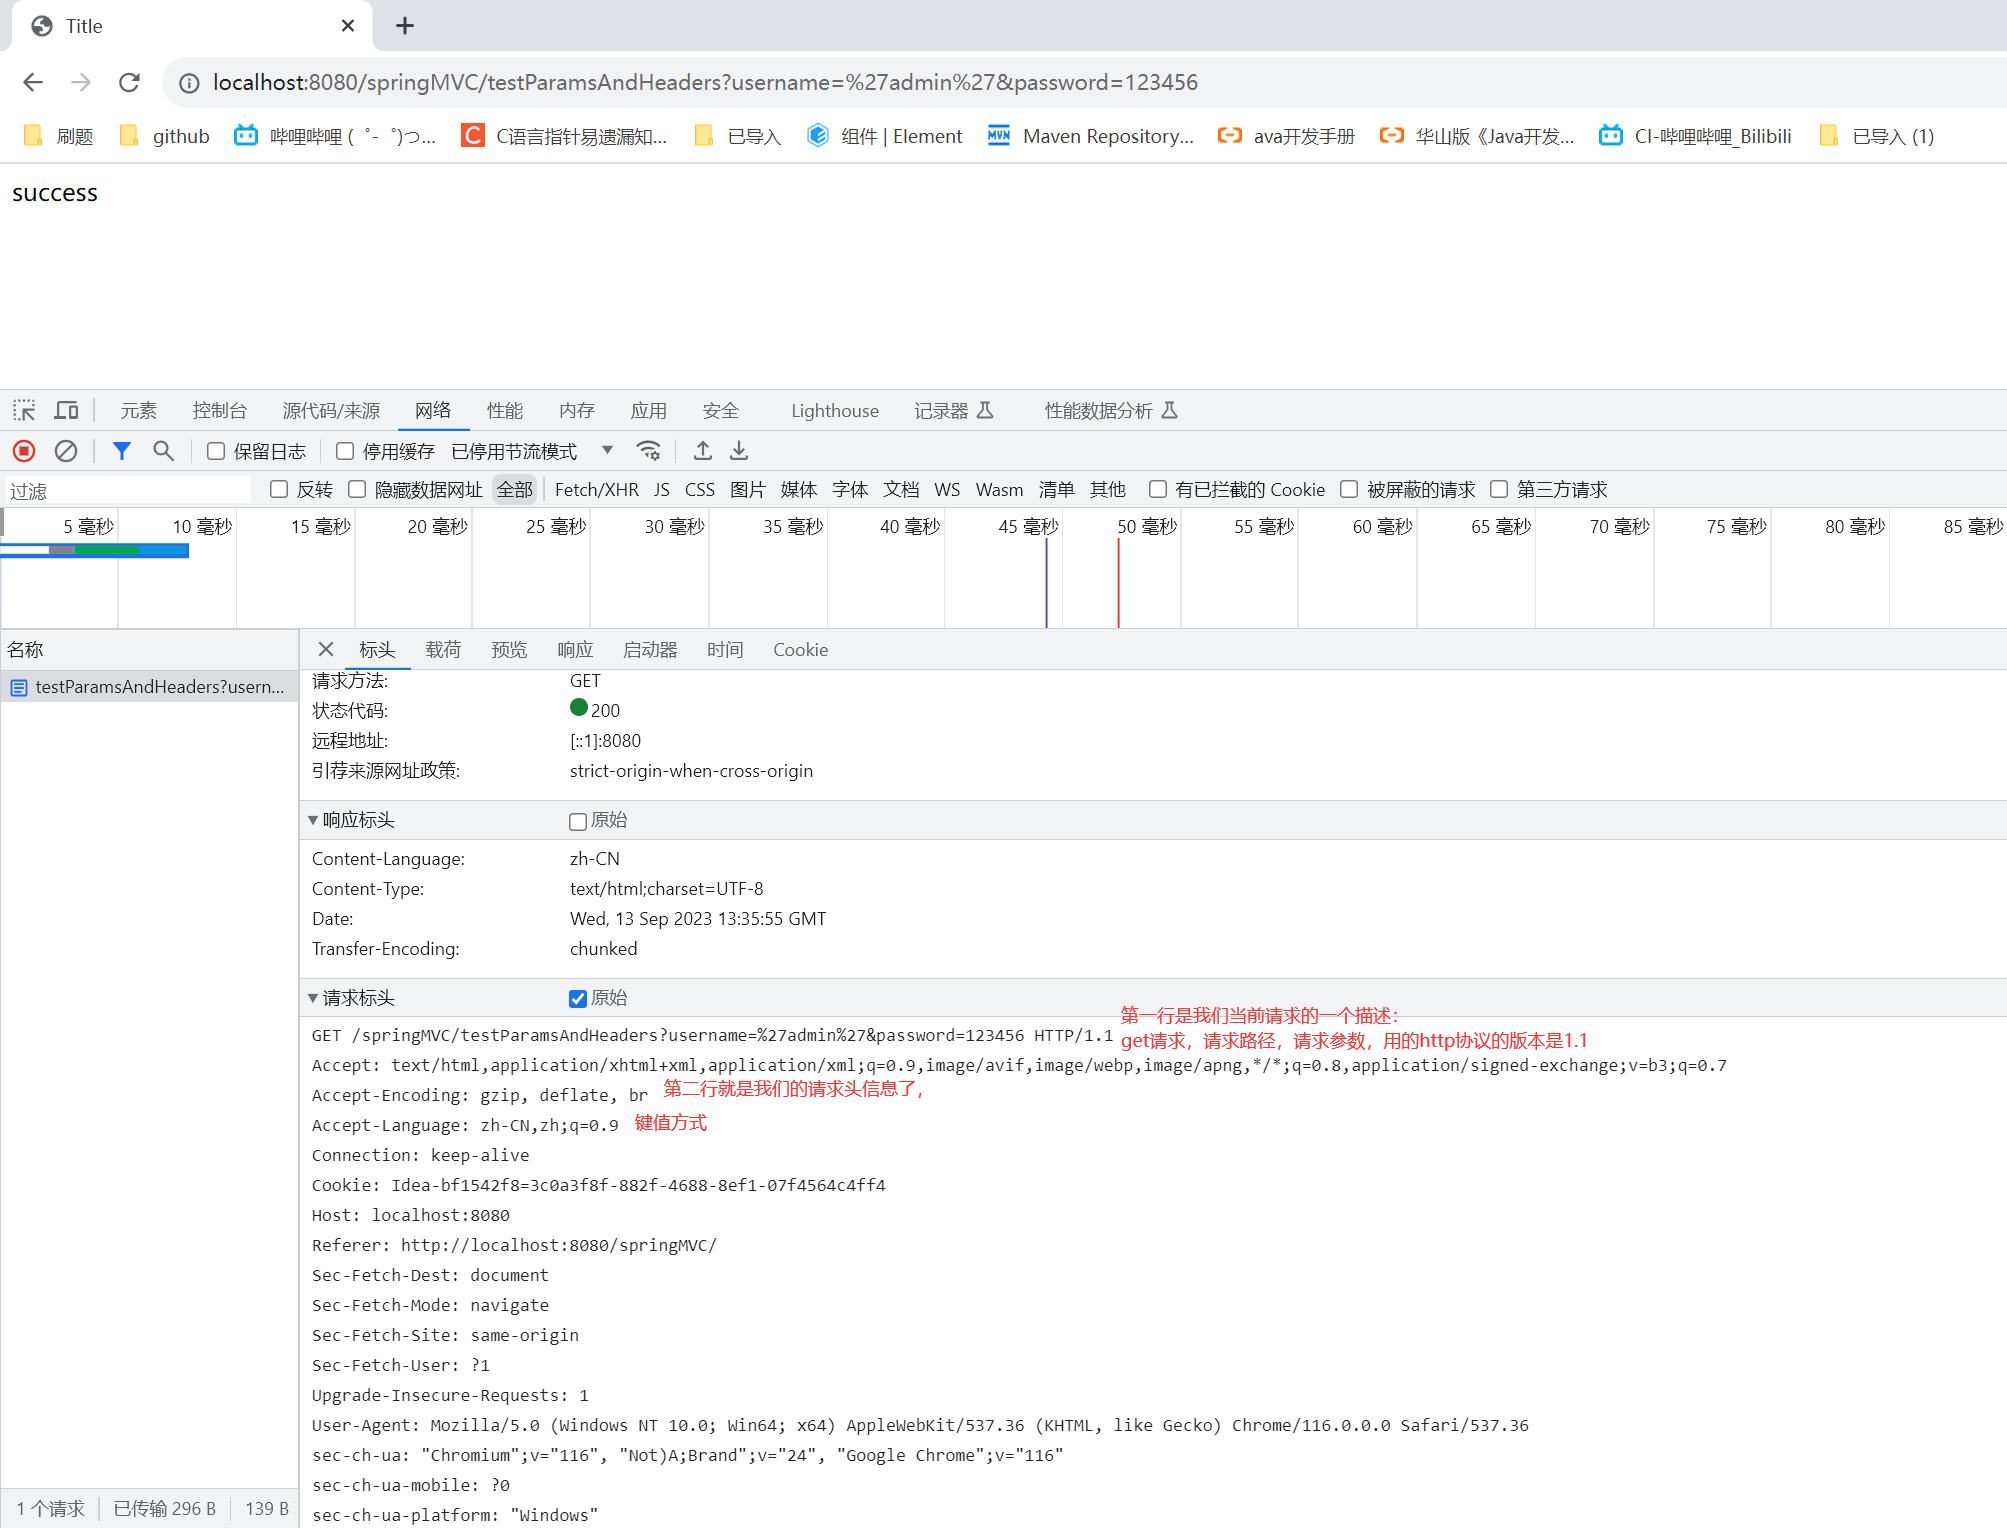 Title
localhost:8080/springMVC/testParamsAndHeaders?username=%27admin%27&password=123456
刷题 github 哔哩哔哩 (゜-゜)つ... C语言指针易遗漏知... 已导入 组件 | Element Maven Repository... ava开发手册 华山版《Java开发... CI-哔哩哔哩_Bilibili 已导入 (1)
success
元素 控制台 源代码/来源 网络 性能 内存 应用 安全 Lighthouse 记录器 性能数据分析
保留日志 停用缓存 已停用节流模式
过滤 反转 隐藏数据网址 全部 Fetch/XHR JS CSS 图片 媒体 字体 文档 WS Wasm 清单 其他 有已拦截的 Cookie 被屏蔽的请求 第三方请求
5 毫秒 10 毫秒 15 毫秒 20 毫秒 25 毫秒 30 毫秒 35 毫秒 40 毫秒 45 毫秒 50 毫秒 55 毫秒 60 毫秒 65 毫秒 70 毫秒 75 毫秒 80 毫秒 85 毫秒
名称 标头 载荷 预览 响应 启动器 时间 Cookie
testParamsAndHeaders?usern...
请求方法: GET
状态代码: 200
远程地址: [::1]:8080
引荐来源网址政策: strict-origin-when-cross-origin
响应标头 原始
Content-Language: zh-CN
Content-Type: text/html;charset=UTF-8
Date: Wed, 13 Sep 2023 13:35:55 GMT
Transfer-Encoding: chunked
请求标头 原始
第一行是我们当前请求的一个描述：
GET /springMVC/testParamsAndHeaders?username=%27admin%27&password=123456 HTTP/1.1 get请求，请求路径，请求参数，用的http协议的版本是1.1
Accept: text/html,application/xhtml+xml,application/xml;q=0.9,image/avif,image/webp,image/apng,*/*;q=0.8,application/signed-exchange;v=b3;q=0.7
Accept-Encoding: gzip, deflate, br 第二行就是我们的请求头信息了，
Accept-Language: zh-CN,zh;q=0.9 键值方式
Connection: keep-alive
Cookie: Idea-bf1542f8=3c0a3f8f-882f-4688-8ef1-07f4564c4ff4
Host: localhost:8080
Referer: http://localhost:8080/springMVC/
Sec-Fetch-Dest: document
Sec-Fetch-Mode: navigate
Sec-Fetch-Site: same-origin
Sec-Fetch-User: ?1
Upgrade-Insecure-Requests: 1
User-Agent: Mozilla/5.0 (Windows NT 10.0; Win64; x64) AppleWebKit/537.36 (KHTML, like Gecko) Chrome/116.0.0.0 Safari/537.36
sec-ch-ua: "Chromium";v="116", "Not)A;Brand";v="24", "Google Chrome";v="116"
sec-ch-ua-mobile: ?0
sec-ch-ua-platform: "Windows"
1 个请求 已传输 296 B 139 B